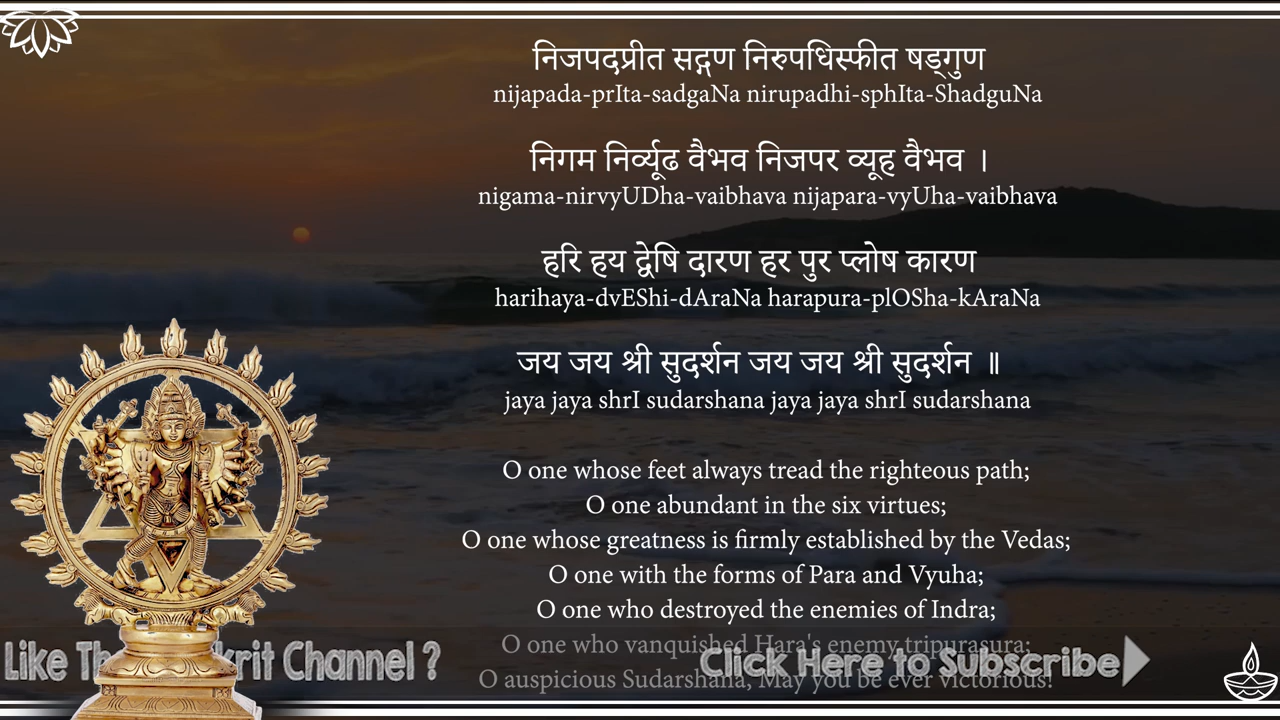 निजपदप्रीत सद्गण निरुपधिस्फीत षड्गुण
nijapada-prIta-sadgaNa nirupadhi-sphIta-ShadguNa
निगम निर्व्यूढ वैभव निजपर व्यूह वैभव ।
nigama-nirvyUDha-vaibhava nijapara-vyUha-vaibhava
हरि हय द्वेषि दारण हर पुर प्लोष कारण
harihaya-dvEShi-dAraNa harapura-plOSha-kAraNa
जय जय श्री सुदर्शन जय जय श्री सुदर्शन ॥
jaya jaya shrI sudarshana jaya jaya shrI sudarshana
O one whose feet always tread the righteous path;
O one abundant in the six virtues;
O one whose greatness is firmly established by the Vedas;
O one with the forms of Para and Vyuha;
O one who destroyed the enemies of Indra;
O one who vanquished Hara's enemy tripurasura;
Like Channel ?
Click Here to Subscribe
O auspicious Sudarshana, May you be ever victorious!